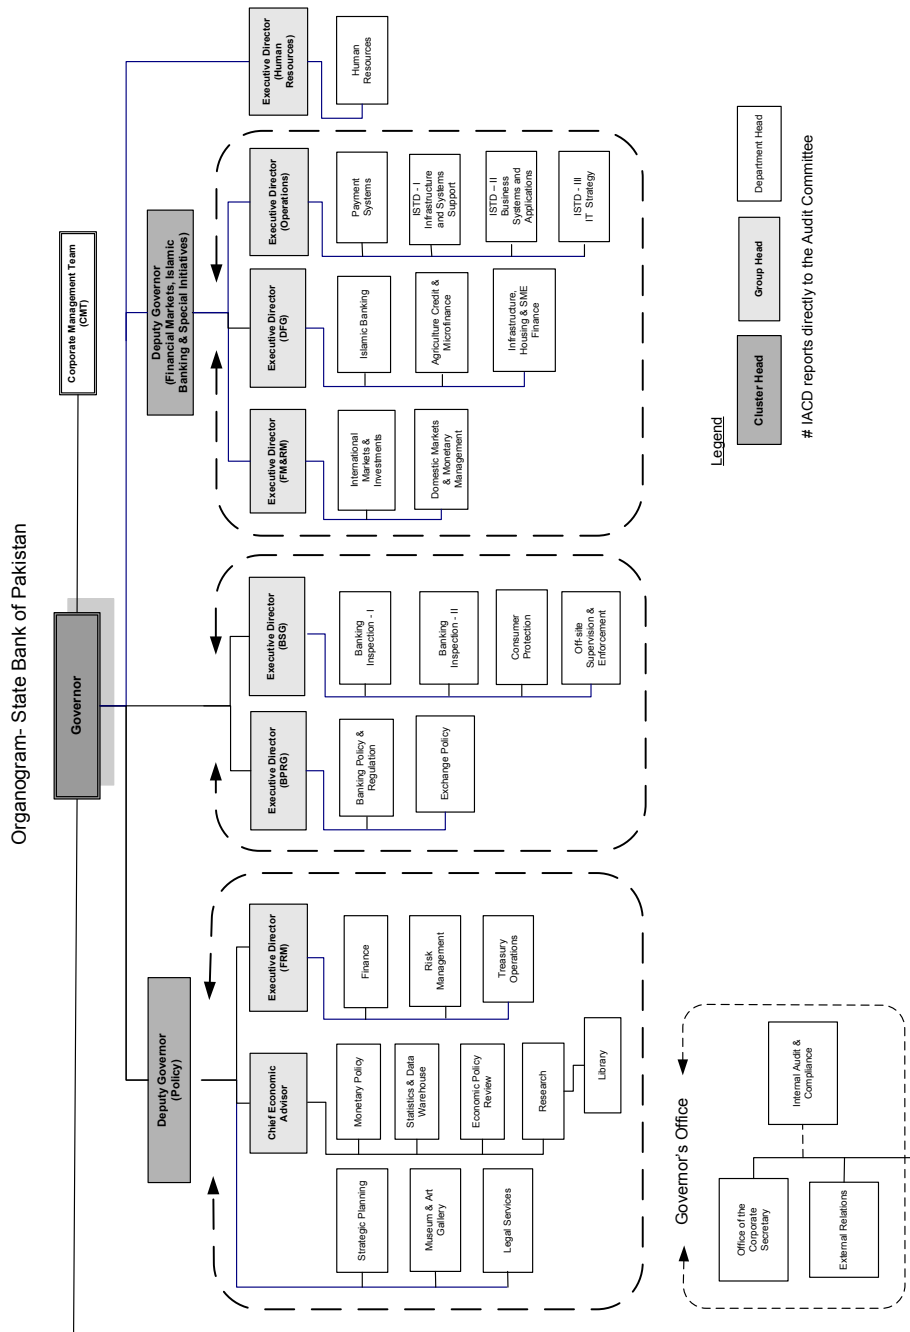 Organogram- State Bank of Pakistan
Governor
Corporate Management Team
(CMT)
Deputy Governor
(Policy)
Deputy Governor
(Financial Markets, Islamic
Banking & Special Initiatives)
Chief Economic
Advisor
Executive Director
(FRM)
Executive Director
(BPRG)
Executive Director
(BSG)
Executive Director
(FM&RM)
Executive Director
(DFG)
Executive Director
(Operations)
Executive Director
(Human
Resources)
Strategic Planning
Museum & Art
Gallery
Legal Services
Monetary Policy
Statistics & Data
Warehouse
Economic Policy
Review
Research
Library
Finance
Risk
Management
Treasury
Operations
Banking Policy &
Regulation
Exchange Policy
Banking
Inspection - I
Banking
Inspection - II
Consumer
Protection
Off-site
Supervision &
Enforcement
International
Markets &
Investments
Domestic Markets
& Monetary
Management
Islamic Banking
Agriculture Credit &
Microfinance
Infrastructure,
Housing & SME
Finance
Payment
Systems
ISTD - I
Infrastructure
and Systems
Support
ISTD – II
Business
Systems and
Applications
ISTD - III
IT Strategy
Human
Resources
Governor's Office
Office of the
Corporate
Secretary
External Relations
Internal Audit &
Compliance
Legend
Cluster Head
Group Head
Department Head
# IACD reports directly to the Audit Committee